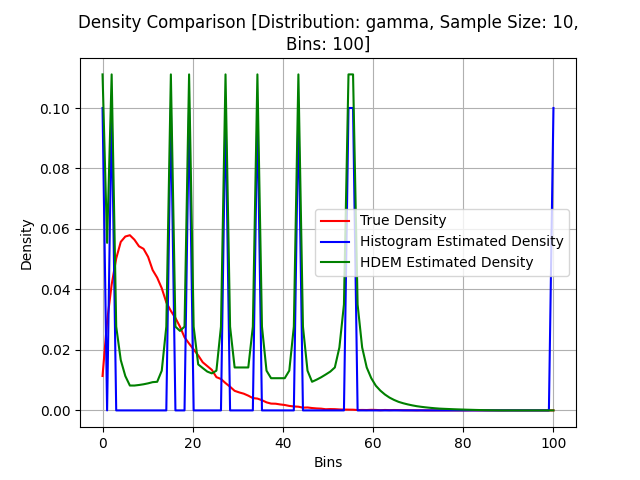 Density Comparison [Distribution: gamma, Sample Size: 10,
Bins: 100]
Density
0.10
0.08
0.06
0.04
0.02
0.00
True Density
Histogram Estimated Density
HDEM Estimated Density
0 20 40 60 80 100
Bins